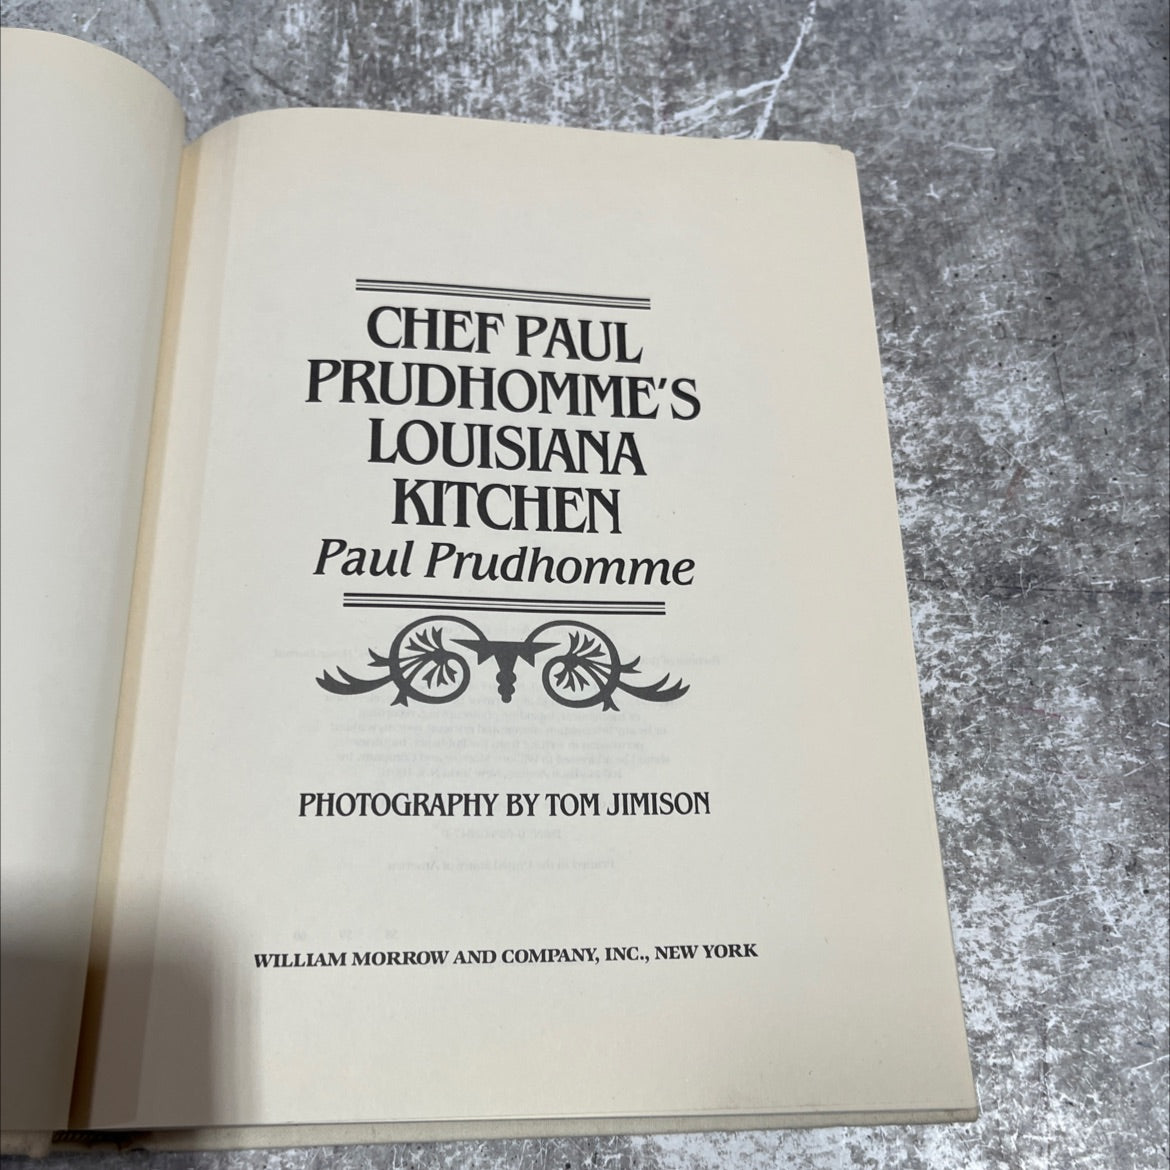 CHEF PAUL
PRUDHOMME'S
LOUISIANA
KITCHEN
Paul Prudhomme
PHOTOGRAPHY BY TOM JIMISON
WILLIAM MORROW AND COMPANY, INC., NEW YORK